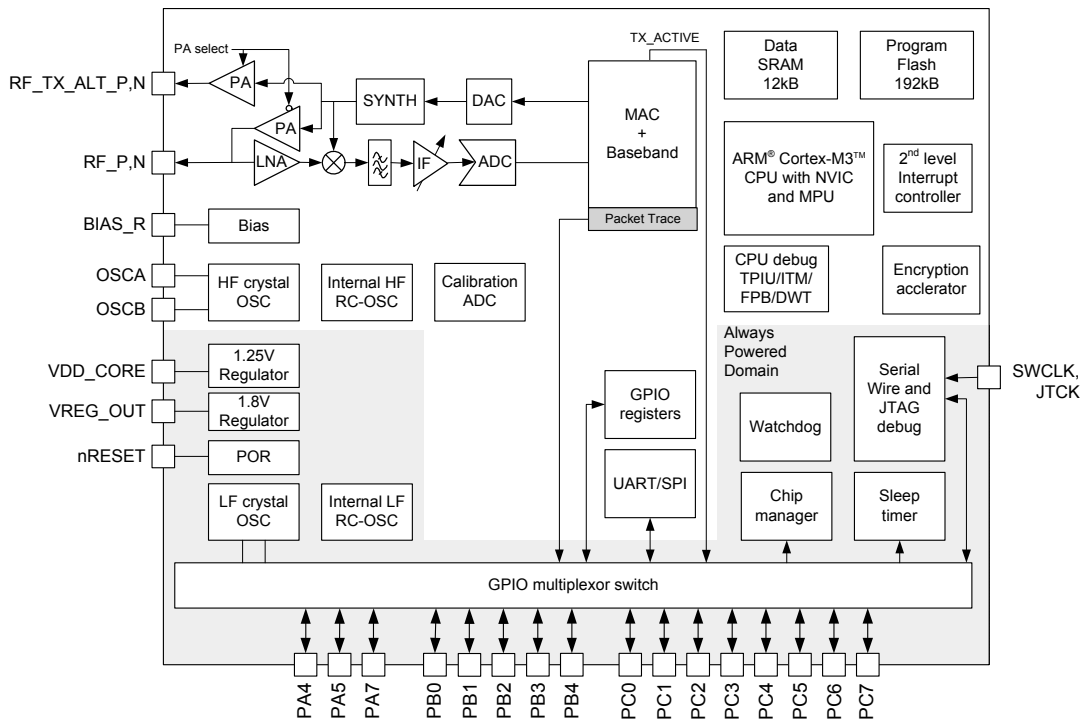 PA select
TX_ACTIVE
RF_TX_ALT_P,N
PA
SYNTH
DAC
MAC
+
Baseband
Data
SRAM
12kB
Program
Flash
192kB
PA
RF_P,N
LNA
IF
ADC
ARM® Cortex-M3™
CPU with NVIC
and MPU
2nd level
Interrupt
controller
Packet Trace
BIAS_R
Bias
OSCA
OSCB
HF crystal
OSC
Internal HF
RC-OSC
Calibration
ADC
CPU debug
TPIU/ITM/
FPB/DWT
Encryption
acclerator
Always
Powered
Domain
VDD_CORE
1.25V
Regulator
VREG_OUT
1.8V
Regulator
nRESET
POR
GPIO
registers
Watchdog
Serial
Wire and
JTAG
debug
SWCLK,
JTCK
LF crystal
OSC
Internal LF
RC-OSC
UART/SPI
Chip
manager
Sleep
timer
GPIO multiplexor switch
PA4
PA5
PA7
PB0
PB1
PB2
PB3
PB4
PC0
PC1
PC2
PC3
PC4
PC5
PC6
PC7